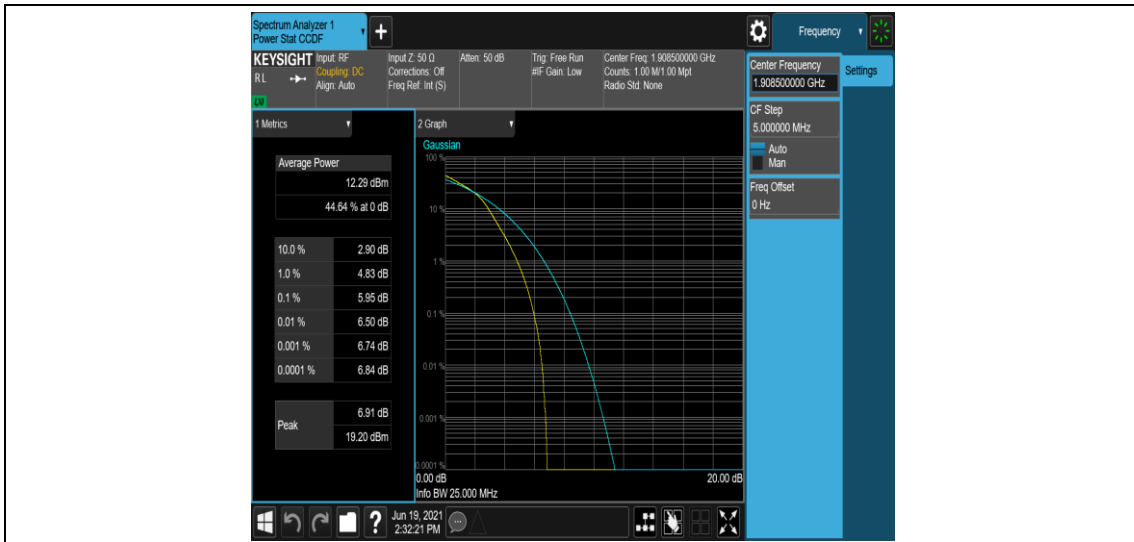 Spectrum Analyzer 1
Power Stat CCDF
+
Frequency
KEYSIGHT
RL
LXI
Input: RF
Coupling: DC
Align: Auto
Input Z: 50 Ω
Corrections: Off
Freq Ref: Int (S)
Atten: 50 dB
Trig: Free Run
#IF Gain: Low
Center Freq: 1.908500000 GHz
Counts: 1.00 M/1.00 Mpt
Radio Std: None
Center Frequency
1.908500000 GHz
Settings
CF Step
5.000000 MHz
Auto
Man
Freq Offset
0 Hz
1 Metrics
Average Power
12.29 dBm
44.64 % at 0 dB
10.0 % 2.90 dB
1.0 % 4.83 dB
0.1 % 5.95 dB
0.01 % 6.50 dB
0.001 % 6.74 dB
0.0001 % 6.84 dB
Peak
6.91 dB
19.20 dBm
2 Graph
Gaussian
100 %
10 %
1 %
0.1 %
0.01 %
0.001 %
0.0001 %
0.00 dB 20.00 dB
Info BW 25.000 MHz
?
Jun 19, 2021
2:32:21 PM